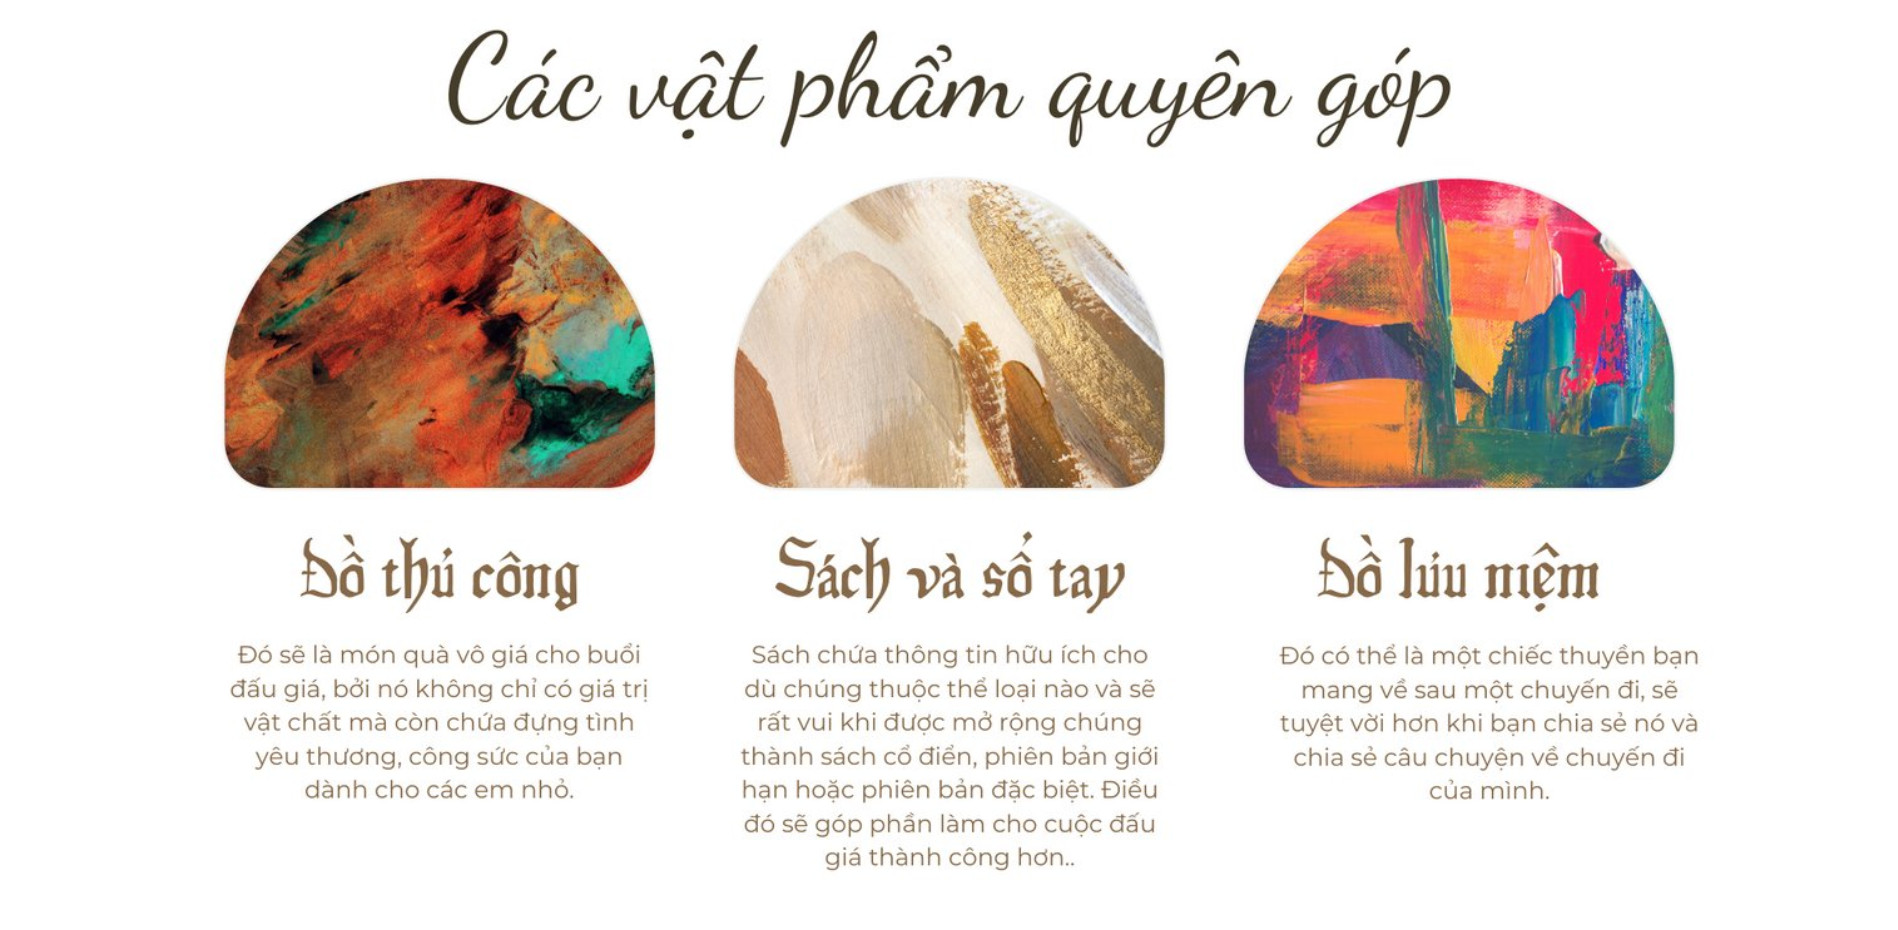 Các vật phẩm quyên góp
Đồ thủ công
Đó sẽ là món quà vô giá cho buổi
đấu giá, bởi nó không chỉ có giá trị
vật chất mà còn chứa đựng tình
yêu thương, công sức của bạn
dành cho các em nhỏ.
Sách và sổ tay
Sách chứa thông tin hữu ích cho
dù chúng thuộc thể loại nào và sẽ
rất vui khi được mở rộng chúng
thành sách cổ điển, phiên bản giới
hạn hoặc phiên bản đặc biệt. Điều
đó sẽ góp phần làm cho cuộc đấu
giá thành công hơn..
Đồ lưu niệm
Đó có thể là một chiếc thuyền bạn
mang về sau một chuyến đi, sẽ
tuyệt vời hơn khi bạn chia sẻ nó và
chia sẻ câu chuyện về chuyến đi
của mình.